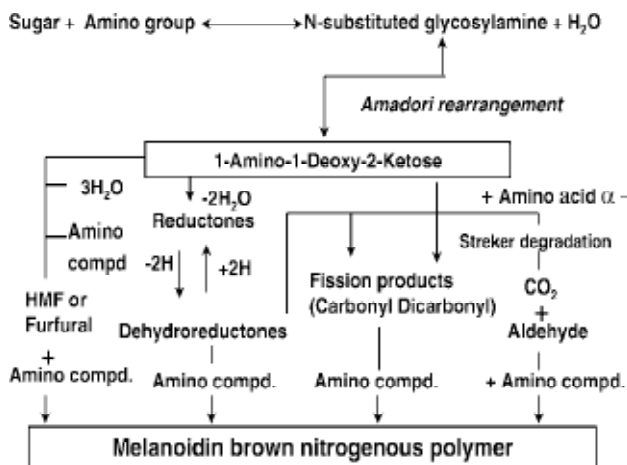 Sugar + Amino group ⟷ N-substituted glycosylamine + H₂O
Amadori rearrangement
1-Amino-1-Deoxy-2-Ketose
3H₂O
-2H₂O
Reductones
+ Amino acid α -
Amino
compd
-2H
+2H
Streker degradation
Fission products
(Carbonyl Dicarbonyl)
CO₂
+
Aldehyde
HMF or
Furfural
Dehydroreductones
+
Amino compd.
Amino compd.
Amino compd.
+ Amino compd.
Melanoidin brown nitrogenous polymer